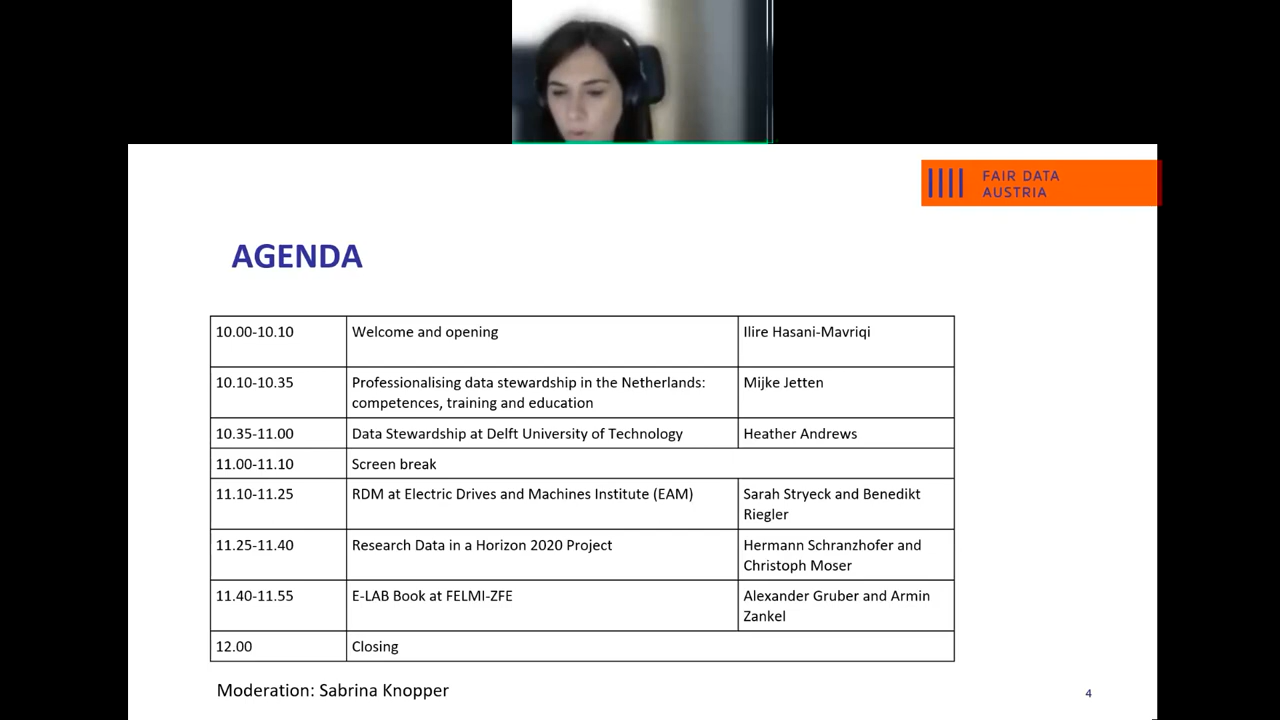 FAIR DATA
AUSTRIA
AGENDA
10.00-10.10 Welcome and opening Ilire Hasani-Mavriqi
10.10-10.35 Professionalising data stewardship in the Netherlands: Mijke Jetten
competences, training and education
10.35-11.00 Data Stewardship at Delft University of Technology Heather Andrews
11.00-11.10 Screen break
11.10-11.25 RDM at Electric Drives and Machines Institute (EAM) Sarah Stryeck and Benedikt
Riegler
11.25-11.40 Research Data in a Horizon 2020 Project Hermann Schranzhofer and
Christoph Moser
11.40-11.55 E-LAB Book at FELMI-ZFE Alexander Gruber and Armin
Zankel
12.00 Closing
Moderation: Sabrina Knopper
4